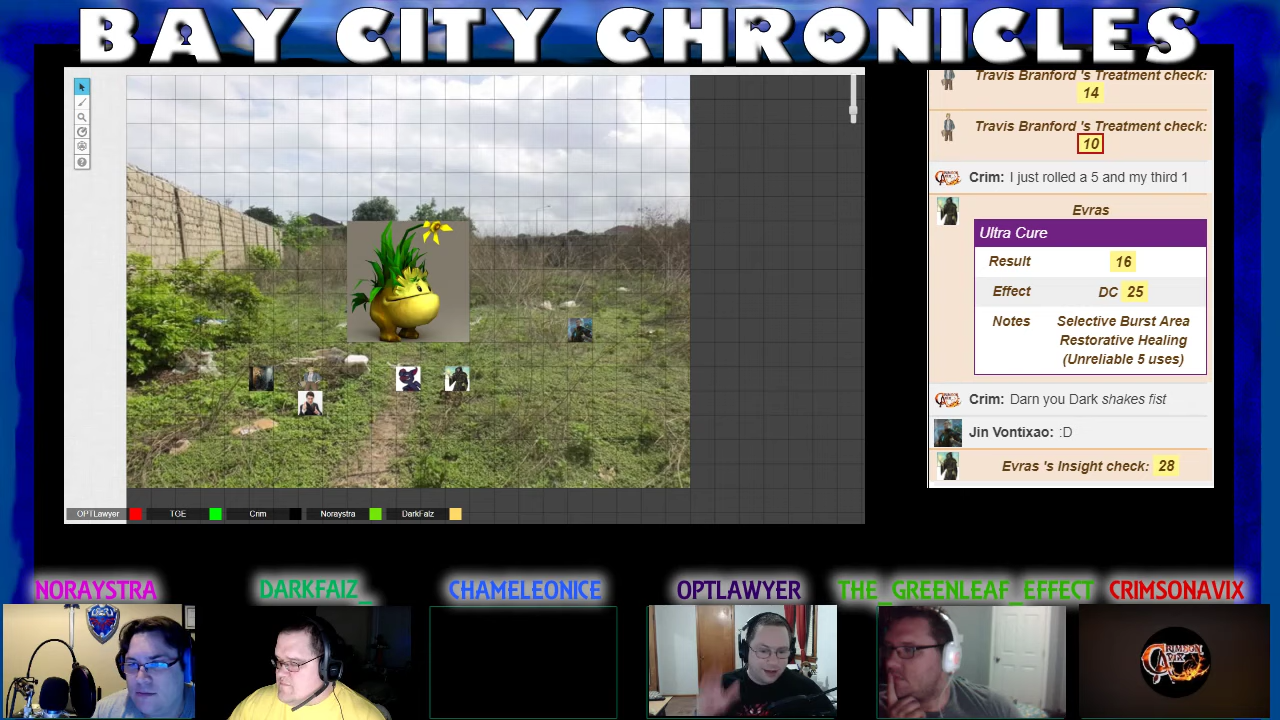 BAY CITY CHRONICLES
Travis Branford 's Treatment check:
14
Travis Branford 's Treatment check:
10
Crim: I just rolled a 5 and my third 1
Evras
Ultra Cure
Result 16
Effect DC 25
Notes Selective Burst Area
Restorative Healing
(Unreliable 5 uses)
Crim: Darn you Dark shakes fist
Jin Vontixao: :D
Evras 's Insight check: 28
OPTLawyer TGE Crim Noraystra DarkFalz
NORAYSTRA DARKFAIZ_ CHAMELEONICE OPTLAWYER THE_GREENLEAF_EFFECT CRIMSONAVIX
CRIMSON
AVIX